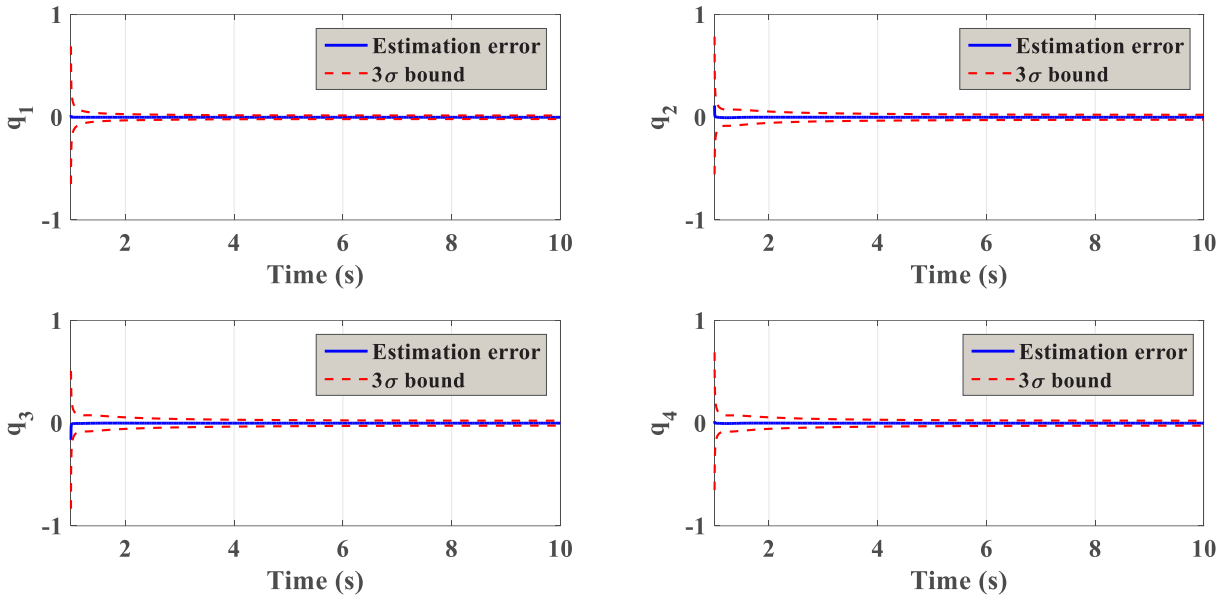 1
Estimation error
3σ bound
q1
0
-1
2 4 6 8 10
Time (s)
1
Estimation error
3σ bound
q2
0
-1
2 4 6 8 10
Time (s)
1
Estimation error
3σ bound
q3
0
-1
2 4 6 8 10
Time (s)
1
Estimation error
3σ bound
q4
0
-1
2 4 6 8 10
Time (s)